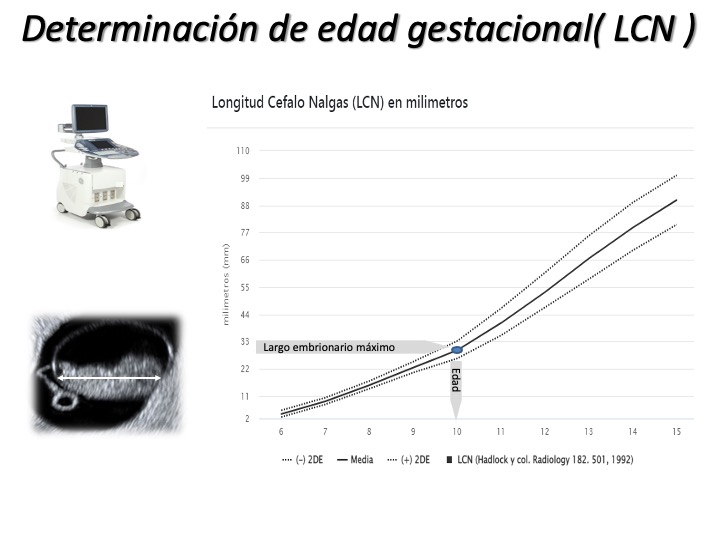 Determinación de edad gestacional( LCN )
Longitud Cefalo Nalgas (LCN) en milimetros
110
99
88
77
66
55
44
33
22
11
2
milimetros (mm)
Largo embrionario máximo
Edad
6 7 8 9 10 11 12 13 14 15
(−) 2DE Media (+) 2DE LCN (Hadlock y col. Radiology 182. 501, 1992)